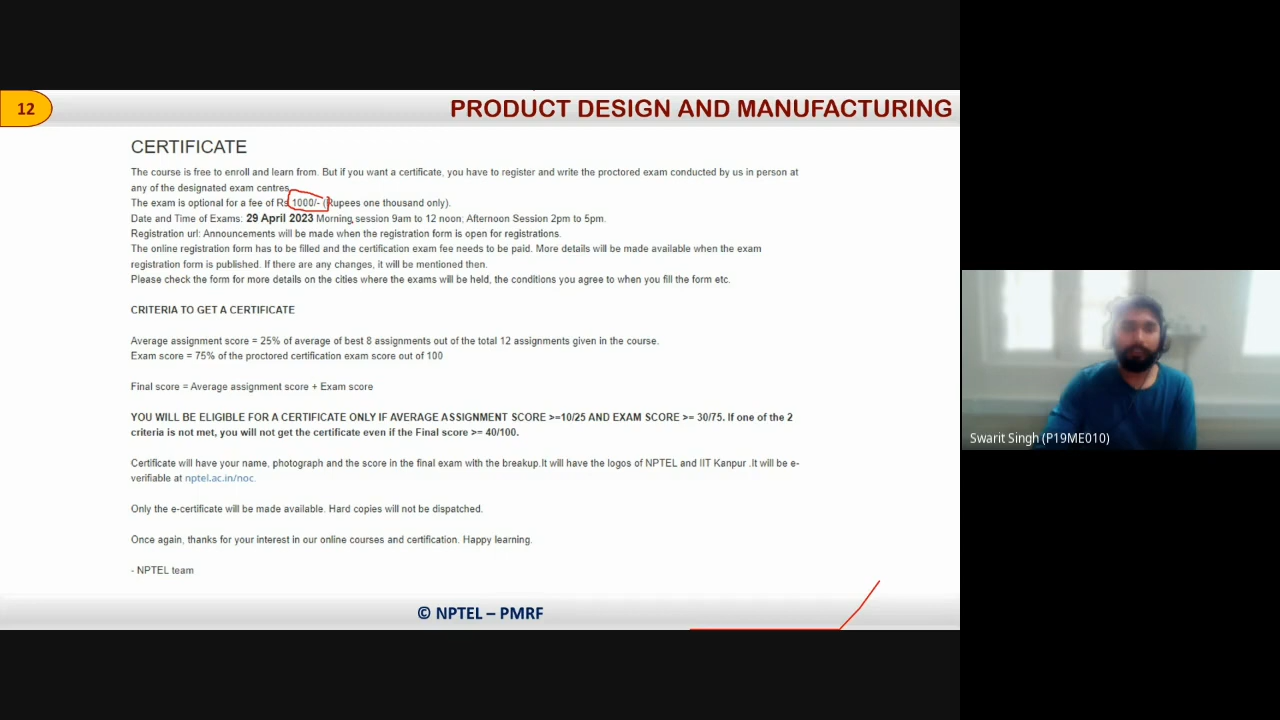 12
PRODUCT DESIGN AND MANUFACTURING
CERTIFICATE
The course is free to enroll and learn from. But if you want a certificate, you have to register and write the proctored exam conducted by us in person at
any of the designated exam centres.
The exam is optional for a fee of Rs 1000/- (Rupees one thousand only).
Date and Time of Exams: 29 April 2023 Morning session 9am to 12 noon; Afternoon Session 2pm to 5pm.
Registration url: Announcements will be made when the registration form is open for registrations.
The online registration form has to be filled and the certification exam fee needs to be paid. More details will be made available when the exam
registration form is published. If there are any changes, it will be mentioned then.
Please check the form for more details on the cities where the exams will be held, the conditions you agree to when you fill the form etc.
CRITERIA TO GET A CERTIFICATE
Average assignment score = 25% of average of best 8 assignments out of the total 12 assignments given in the course.
Exam score = 75% of the proctored certification exam score out of 100
Final score = Average assignment score + Exam score
YOU WILL BE ELIGIBLE FOR A CERTIFICATE ONLY IF AVERAGE ASSIGNMENT SCORE >=10/25 AND EXAM SCORE >= 30/75. If one of the 2
criteria is not met, you will not get the certificate even if the Final score >= 40/100.
Certificate will have your name, photograph and the score in the final exam with the breakup.It will have the logos of NPTEL and IIT Kanpur .It will be e-
verifiable at nptel.ac.in/noc.
Only the e-certificate will be made available. Hard copies will not be dispatched.
Once again, thanks for your interest in our online courses and certification. Happy learning.
- NPTEL team
© NPTEL – PMRF
Swarit Singh (P19ME010)